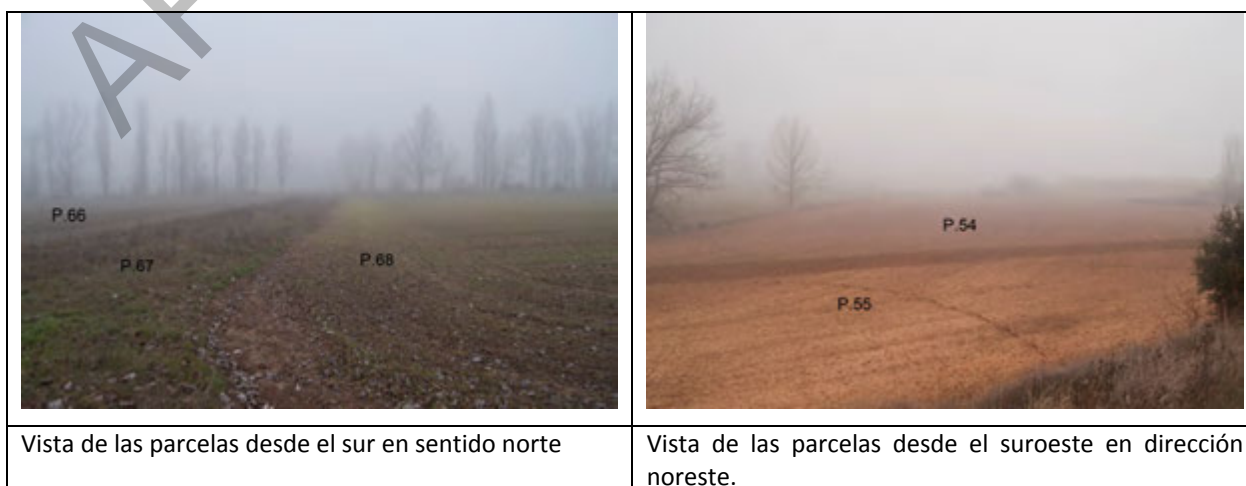 P.66
P.67
P.68
P.54
P.55
Vista de las parcelas desde el sur en sentido norte
Vista de las parcelas desde el suroeste en dirección
noreste.